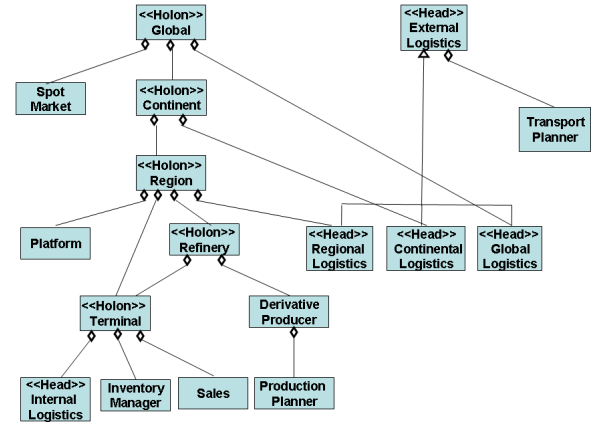 <<Holon>>
Global
<<Head>>
External
Logistics
Spot
Market
<<Holon>>
Continent
Transport
Planner
<<Holon>>
Region
Platform
<<Holon>>
Refinery
<<Head>>
Regional
Logistics
<<Head>>
Continental
Logistics
<<Head>>
Global
Logistics
<<Holon>>
Terminal
Derivative
Producer
<<Head>>
Internal
Logistics
Inventory
Manager
Sales
Production
Planner